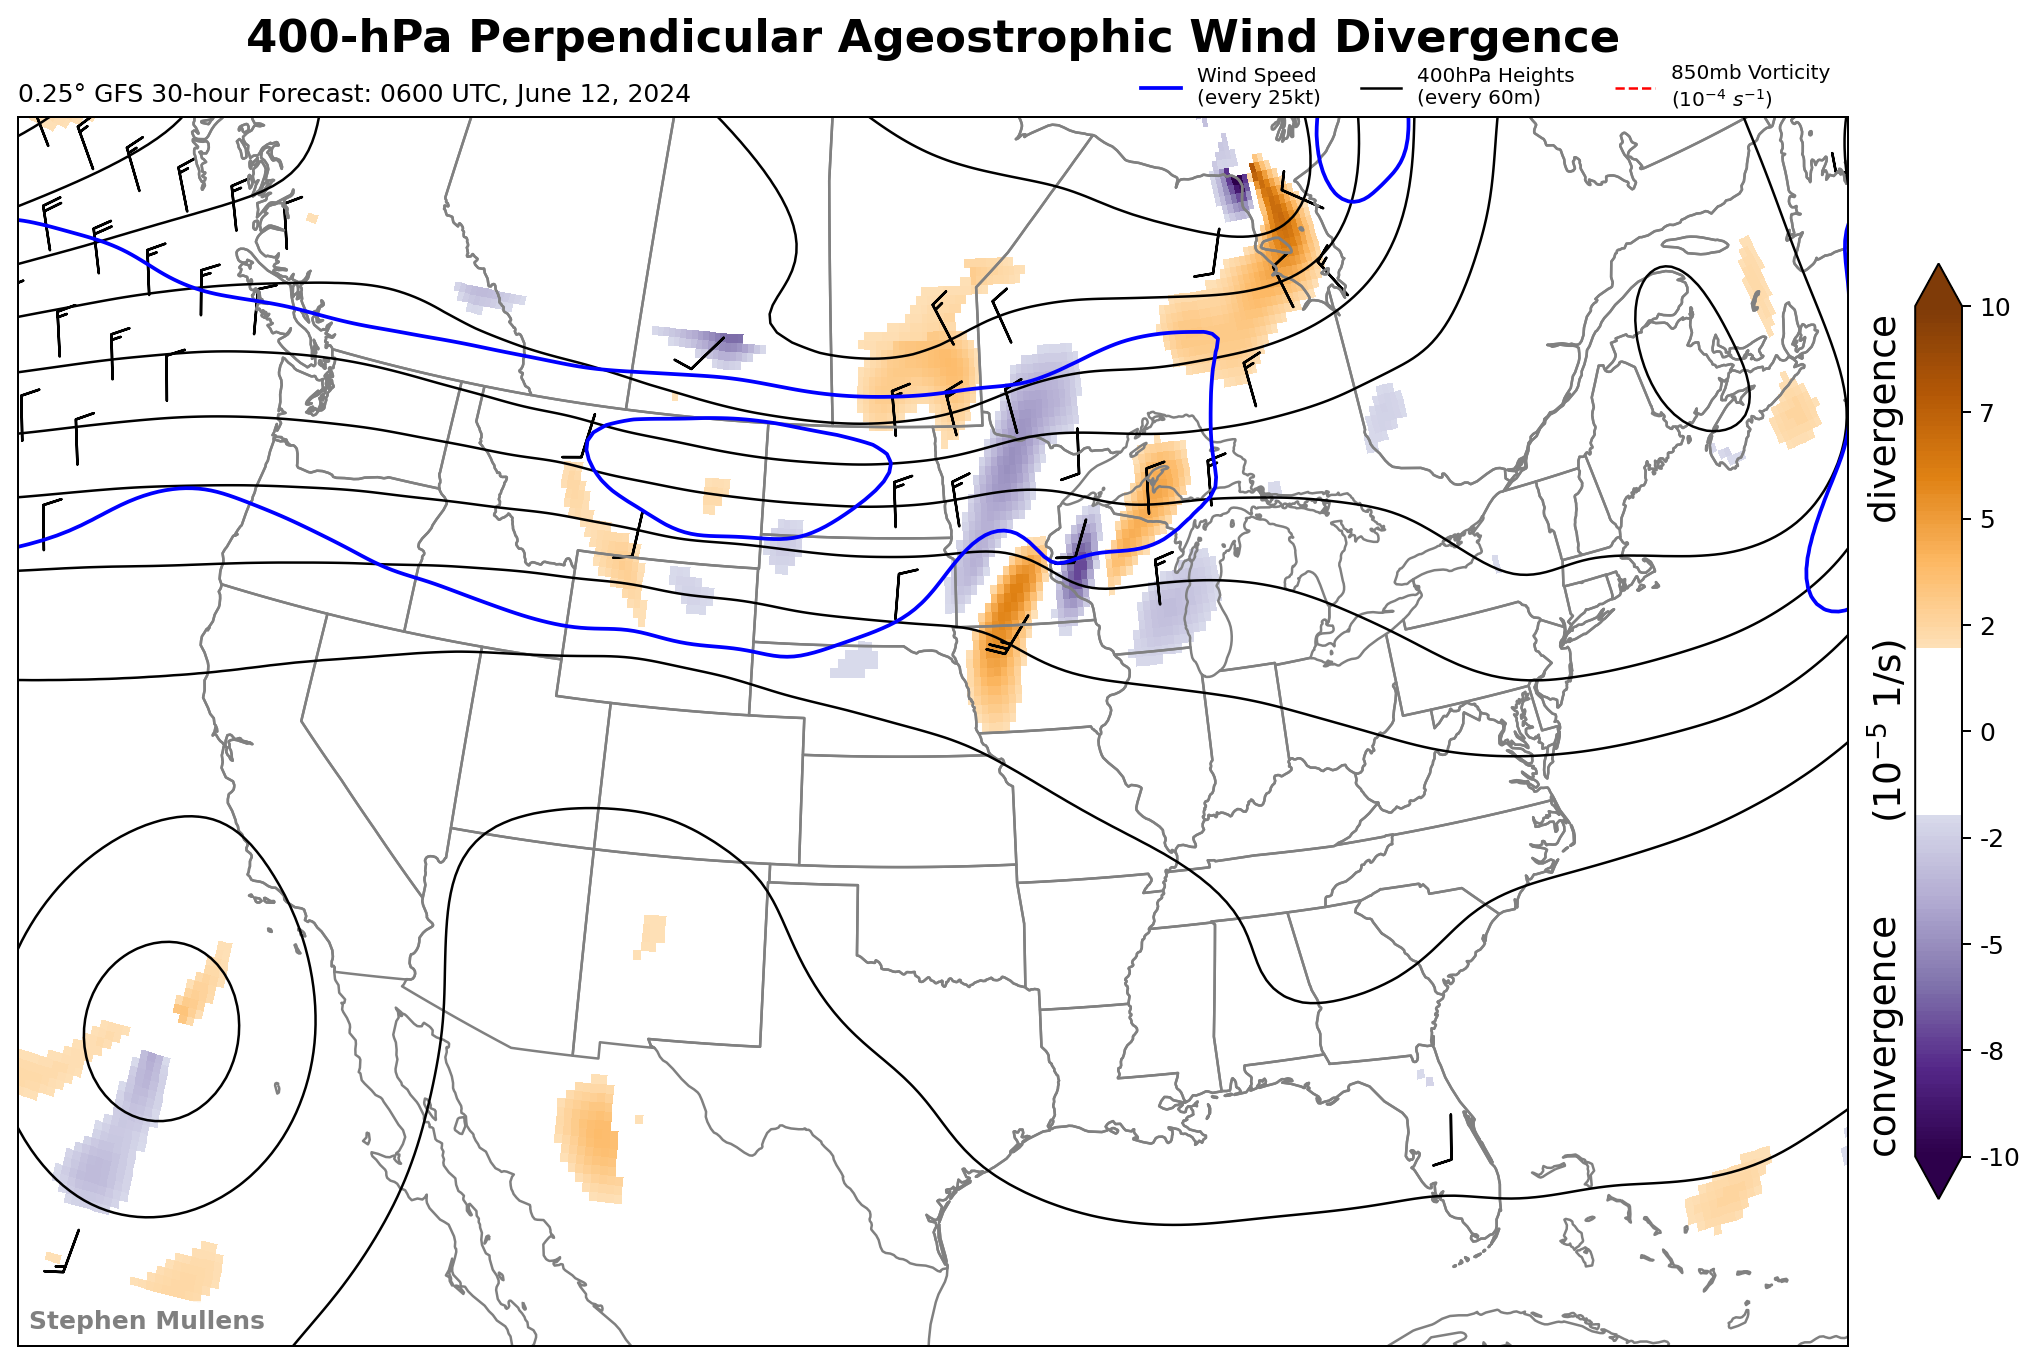 400-hPa Perpendicular Ageostrophic Wind Divergence
0.25° GFS 30-hour Forecast: 0600 UTC, June 12, 2024
Wind Speed
(every 25kt)
400hPa Heights
(every 60m)
850mb Vorticity
(10⁻⁴ s⁻¹)
convergence (10⁻⁵ 1/s) divergence
10
7
5
2
0
-2
-5
-8
-10
Stephen Mullens